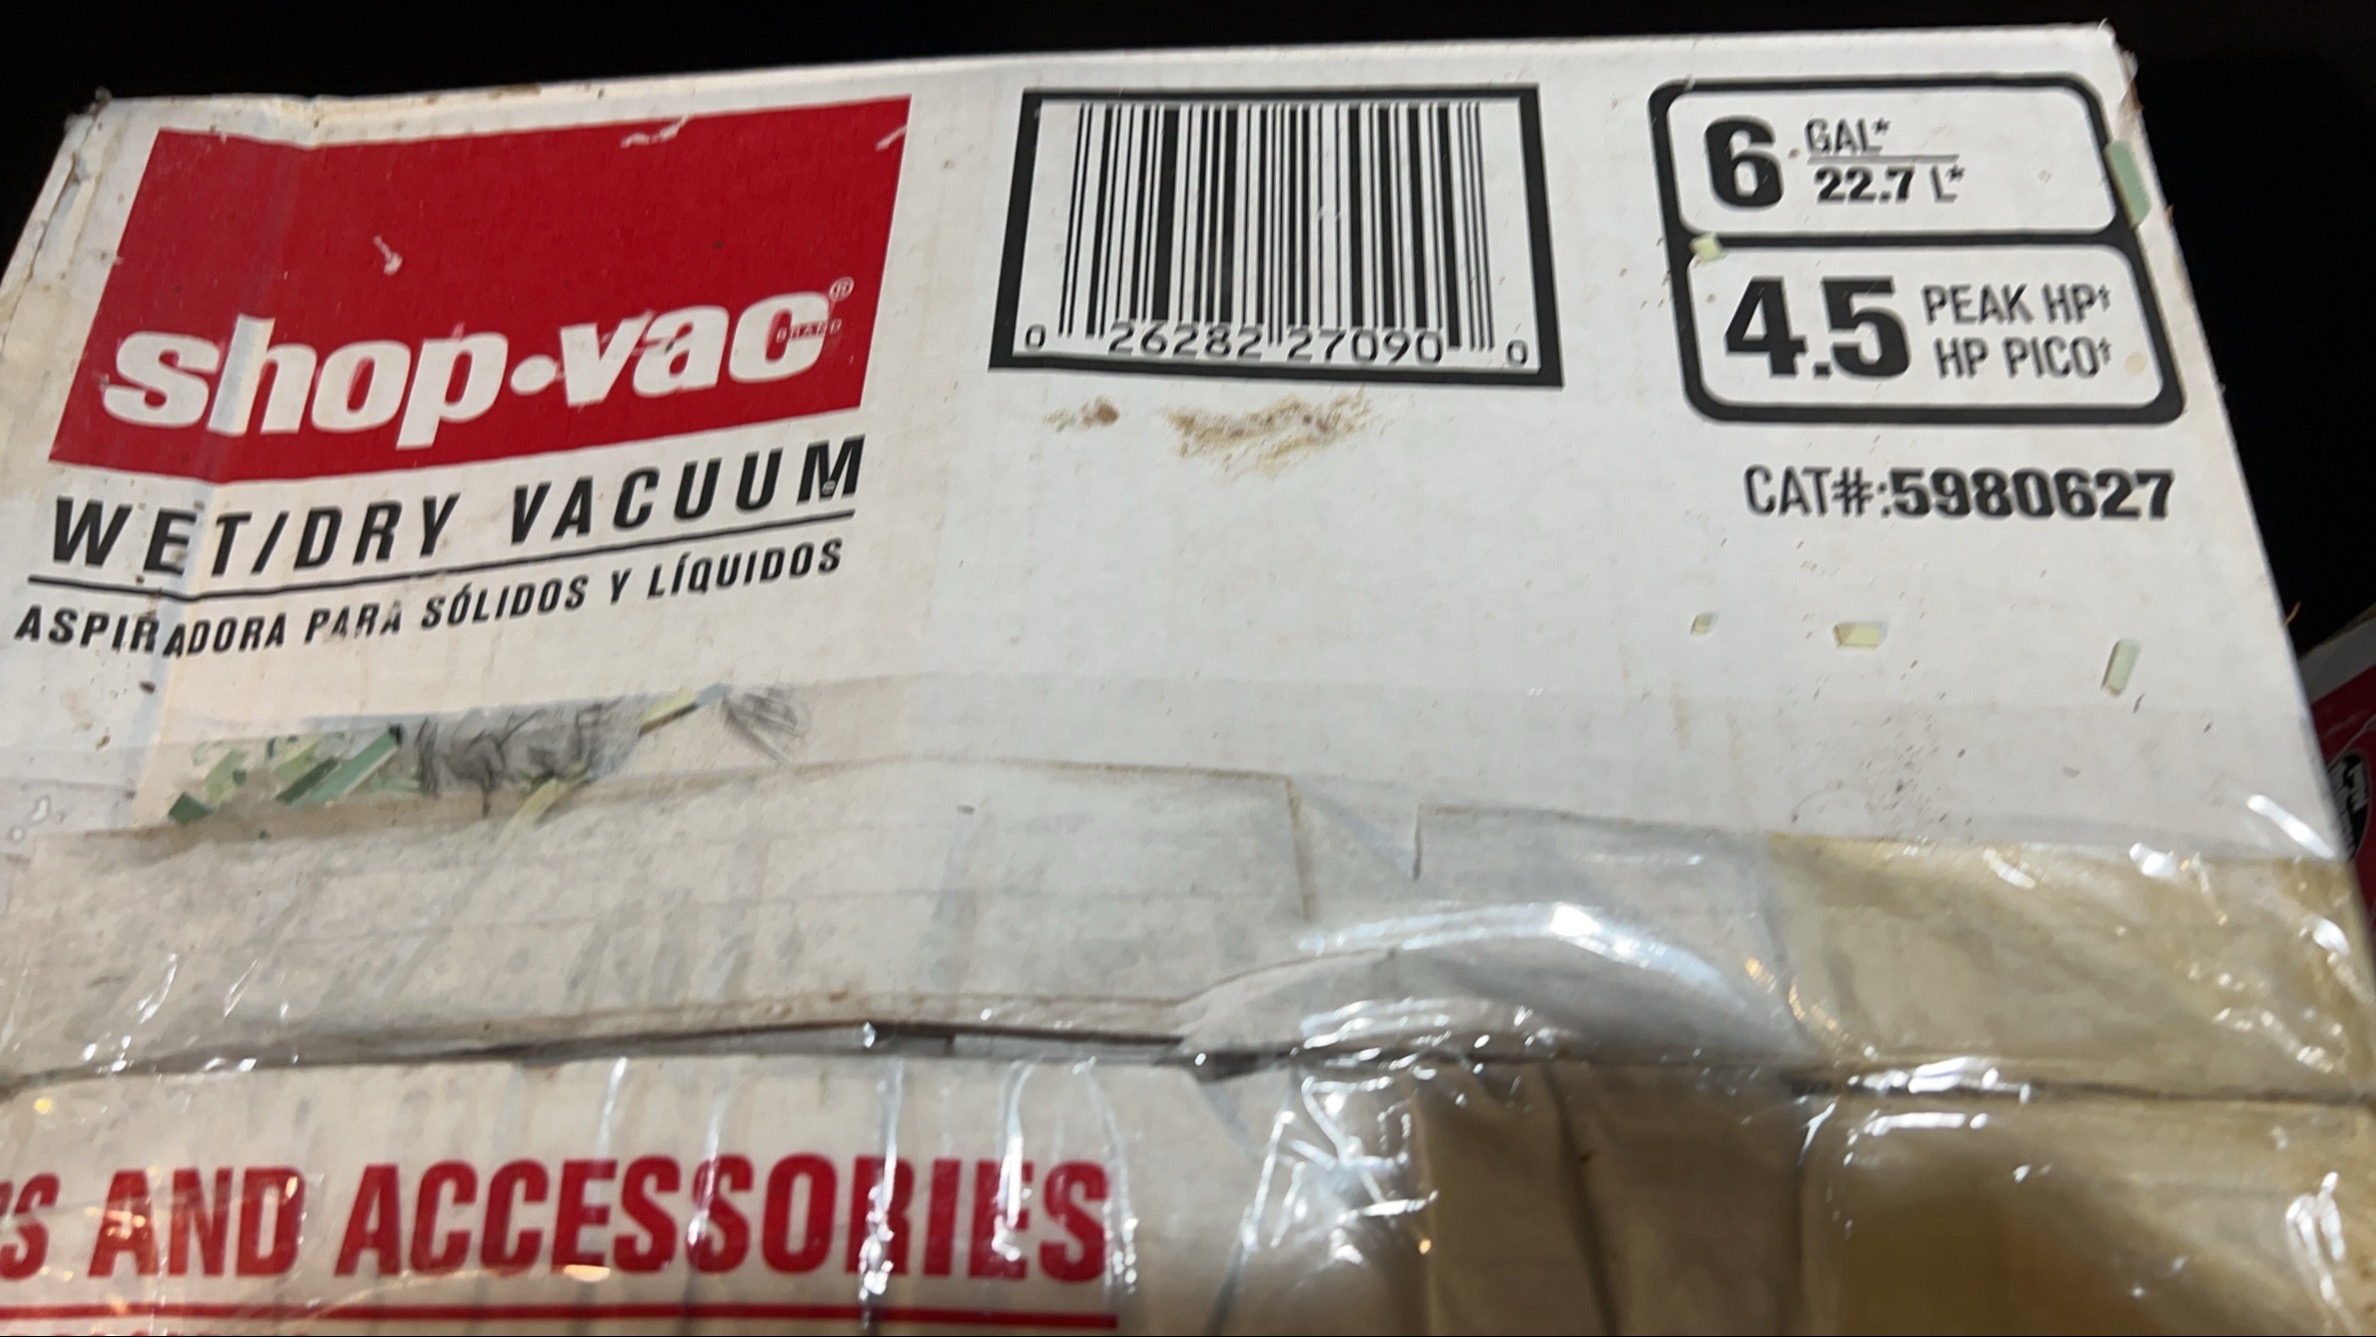 shop•vac®
BRAND
WET/DRY VACUUM
ASPIRADORA PARA SÓLIDOS Y LÍQUIDOS
0 26282 27090 0
6 GAL*
22.7 L*
4.5 PEAK HP†
HP PICO†
CAT#:5980627
AND ACCESSORIES